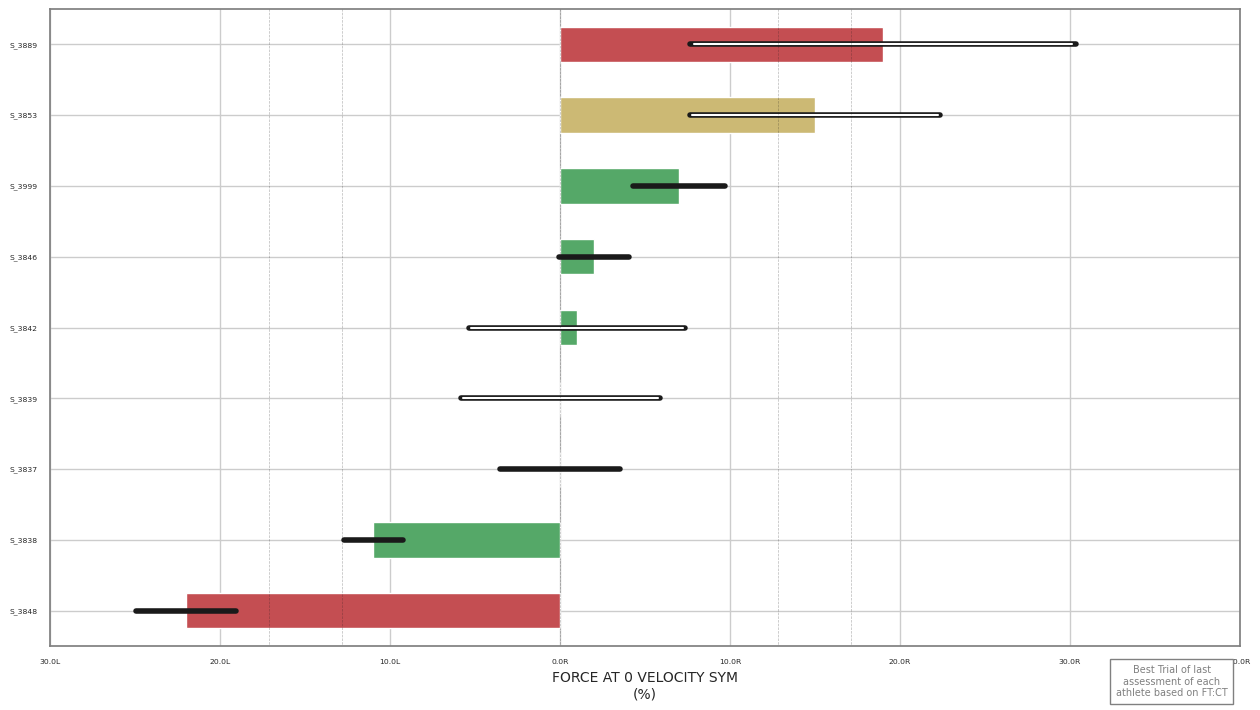 S_3889
S_3853
S_3999
S_3846
S_3842
S_3839
S_3837
S_3838
S_3848
30.0L 20.0L 10.0L 0.0R 10.0R 20.0R 30.0R 0.0R
FORCE AT 0 VELOCITY SYM
(%)
Best Trial of last
assessment of each
athlete based on FT:CT